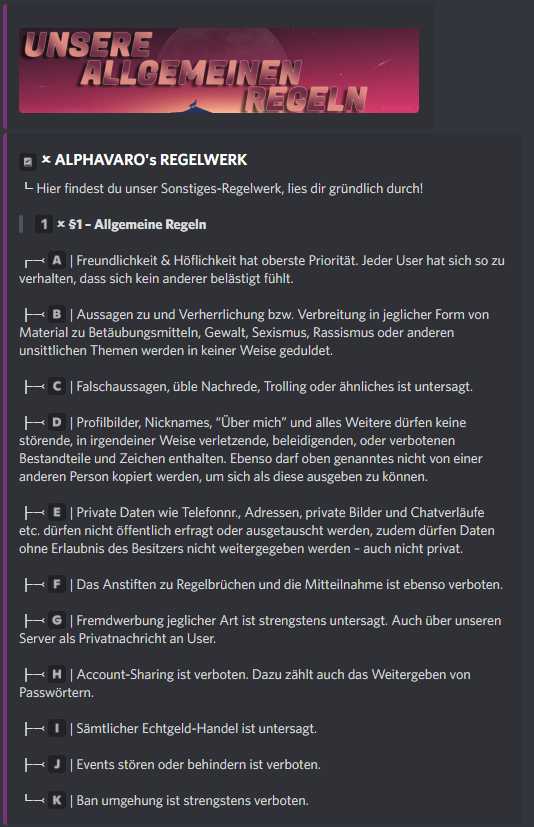 UNSERE
ALLGEMEINEN
REGELN
× ALPHAVARO's REGELWERK
Hier findest du unser Sonstiges-Regelwerk, lies dir gründlich durch!
1 × §1 – Allgemeine Regeln
A | Freundlichkeit & Höflichkeit hat oberste Priorität. Jeder User hat sich so zu
verhalten, dass sich kein anderer belästigt fühlt.
B | Aussagen zu und Verherrlichung bzw. Verbreitung in jeglicher Form von
Material zu Betäubungsmitteln, Gewalt, Sexismus, Rassismus oder anderen
unsittlichen Themen werden in keiner Weise geduldet.
C | Falschaussagen, üble Nachrede, Trolling oder ähnliches ist untersagt.
D | Profilbilder, Nicknames, “Über mich” und alles Weitere dürfen keine
störende, in irgendeiner Weise verletzende, beleidigenden, oder verbotenen
Bestandteile und Zeichen enthalten. Ebenso darf oben genanntes nicht von einer
anderen Person kopiert werden, um sich als diese ausgeben zu können.
E | Private Daten wie Telefonnr., Adressen, private Bilder und Chatverläufe
etc. dürfen nicht öffentlich erfragt oder ausgetauscht werden, zudem dürfen Daten
ohne Erlaubnis des Besitzers nicht weitergegeben werden – auch nicht privat.
F | Das Anstiften zu Regelbrüchen und die Mitteilnahme ist ebenso verboten.
G | Fremdwerbung jeglicher Art ist strengstens untersagt. Auch über unseren
Server als Privatnachricht an User.
H | Account-Sharing ist verboten. Dazu zählt auch das Weitergeben von
Passwörtern.
I | Sämtlicher Echtgeld-Handel ist untersagt.
J | Events stören oder behindern ist verboten.
K | Ban umgehung ist strengstens verboten.